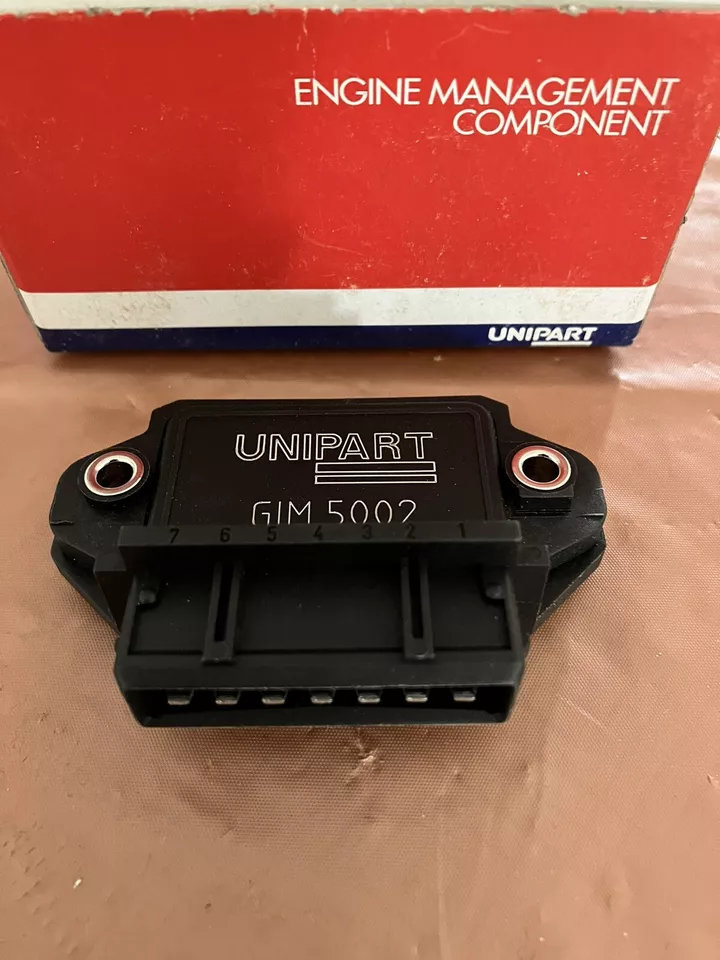 ENGINE MANAGEMENT
COMPONENT
UNIPART
UNIPART
GIM 5002
7 6 5 4 3 2 1